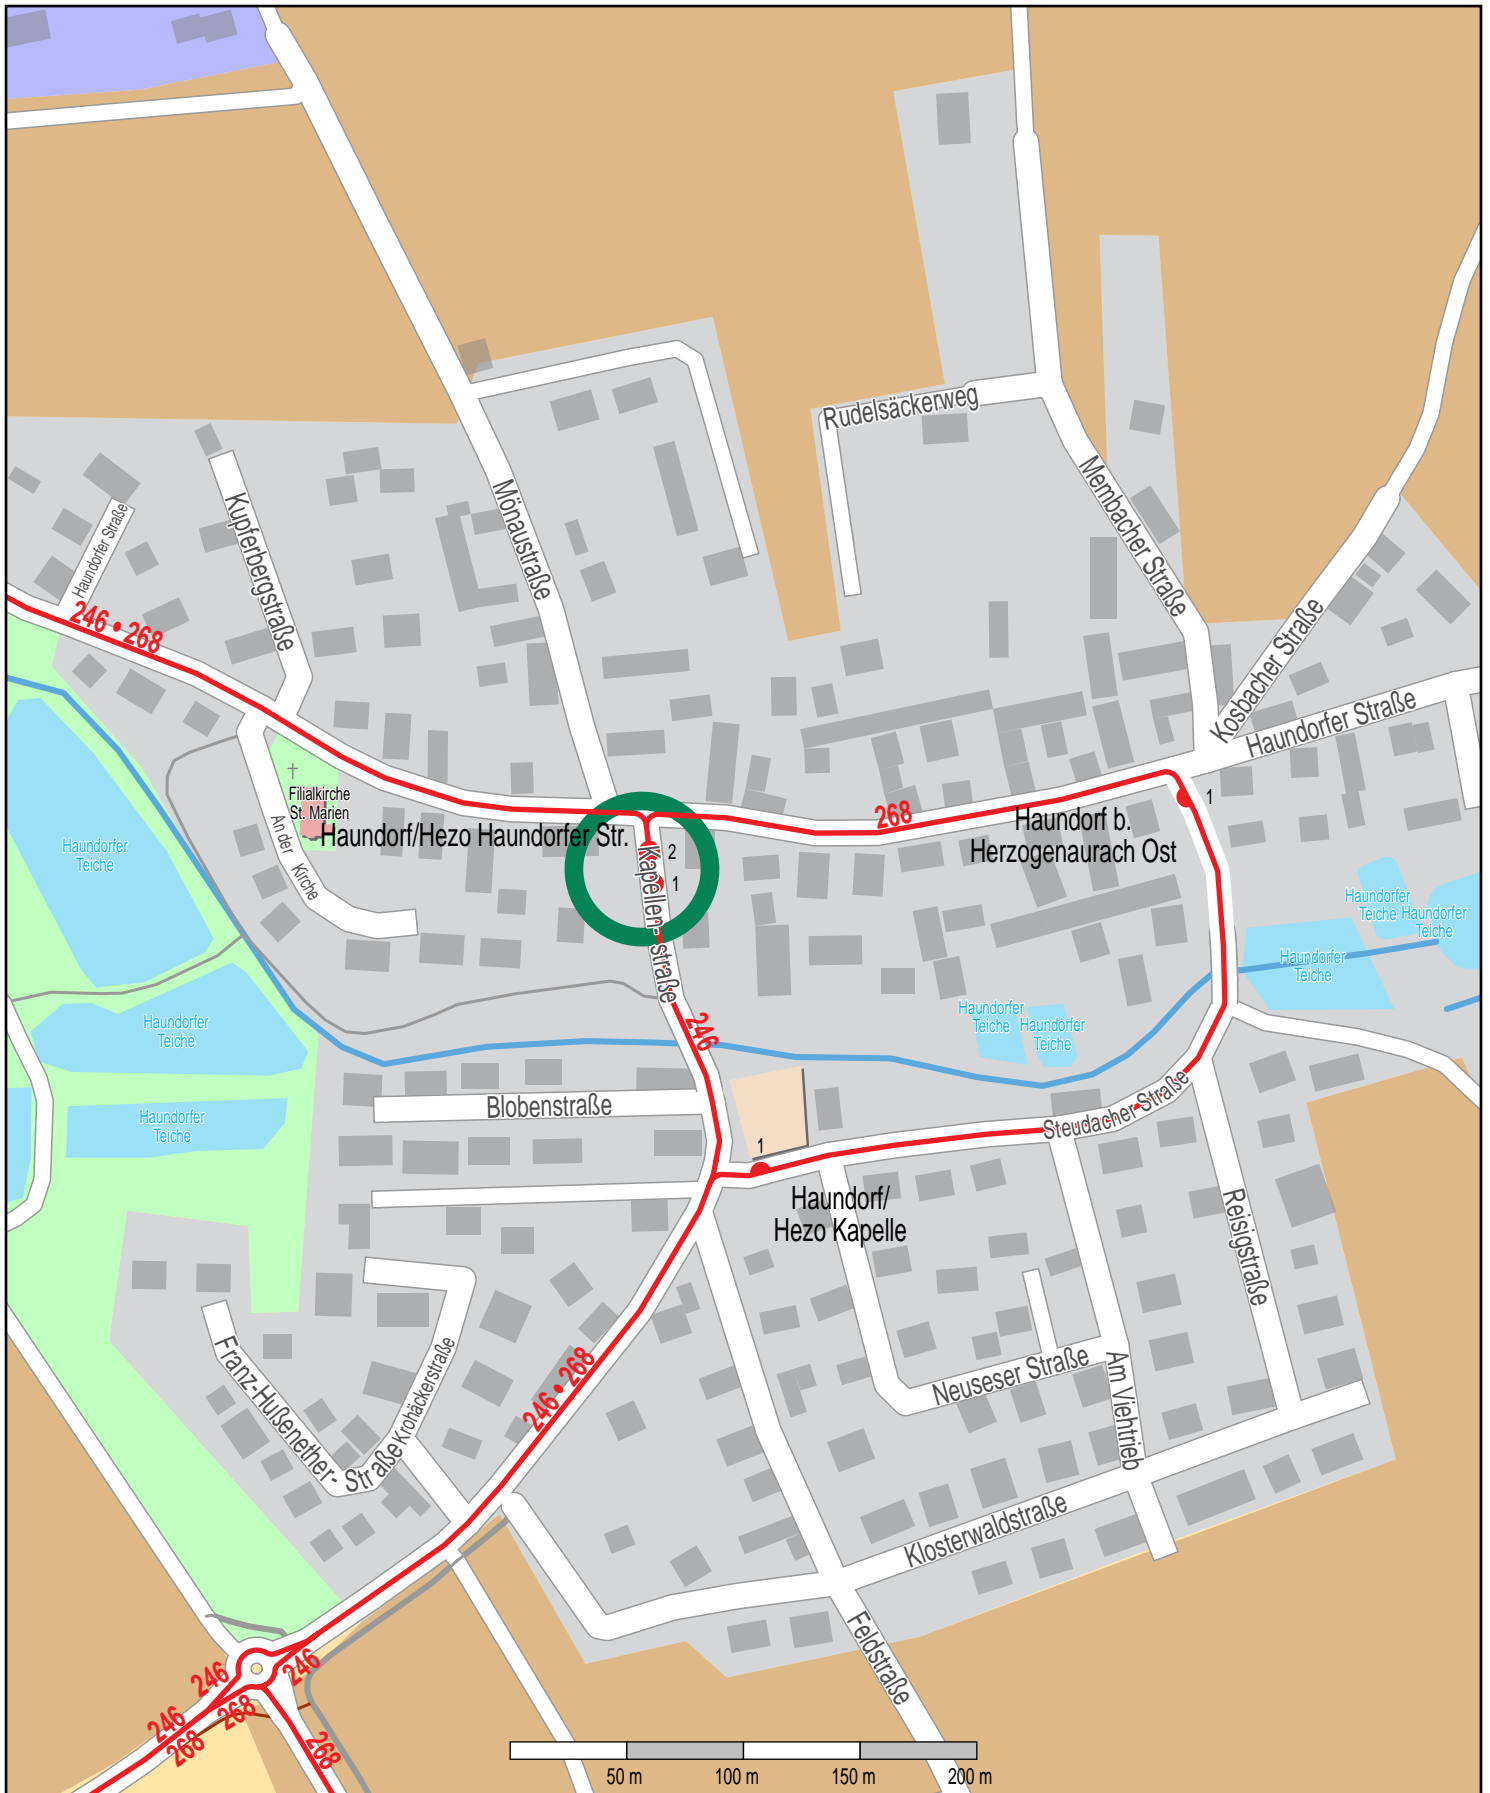 Rudelsäckerweg
Mönaustraße
Membacher Straße
Kupferbergstraße
Haundorfer Straße
246 • 268
Kosbacher Straße
Haundorfer Straße
Filialkirche
St. Marien
An der Kirche
Haundorf/Hezo Haundorfer Str.
268
1
Haundorf b.
Herzogenaurach Ost
2
1
Kapellen-
straße
Haundorfer
Teiche
Haundorfer
Teiche
Haundorfer
Teiche
Haundorfer
Teiche
Haundorfer
Teiche
Haundorfer
Teiche
Haundorfer
Teiche
Haundorfer
Teiche
246
Blobenstraße
Steudacher Straße
1
Haundorf/
Hezo Kapelle
Reisigstraße
Franz-Hußenether-
Straße
Krohäckerstraße
246 • 268
Neuseser Straße
Am Viehtrieb
Klosterwaldstraße
Feldstraße
246
246
246
268
268
268
50 m
100 m
150 m
200 m